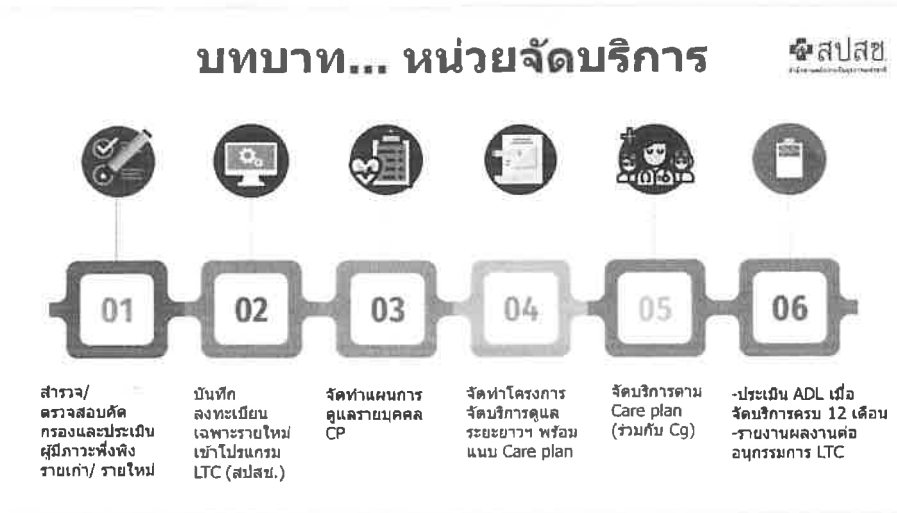 บทบาท... หน่วยจัดบริการ
สปสช.
01
02
03
04
05
06
สำรวจ/
ตรวจสอบคัด
กรองและประเมิน
ผู้มีภาวะพึ่งพิง
รายเก่า/ รายใหม่
บันทึก
ลงทะเบียน
เฉพาะรายใหม่
เข้าโปรแกรม
LTC (สปสช.)
จัดทำแผนการ
ดูแลรายบุคคล
CP
จัดทำโครงการ
จัดบริการดูแล
ระยะยาวฯ พร้อม
แนบ Care plan
จัดบริการตาม
Care plan
(ร่วมกับ Cg)
-ประเมิน ADL เมื่อ
จัดบริการครบ 12 เดือน
-รายงานผลงานต่อ
อนุกรรมการ LTC